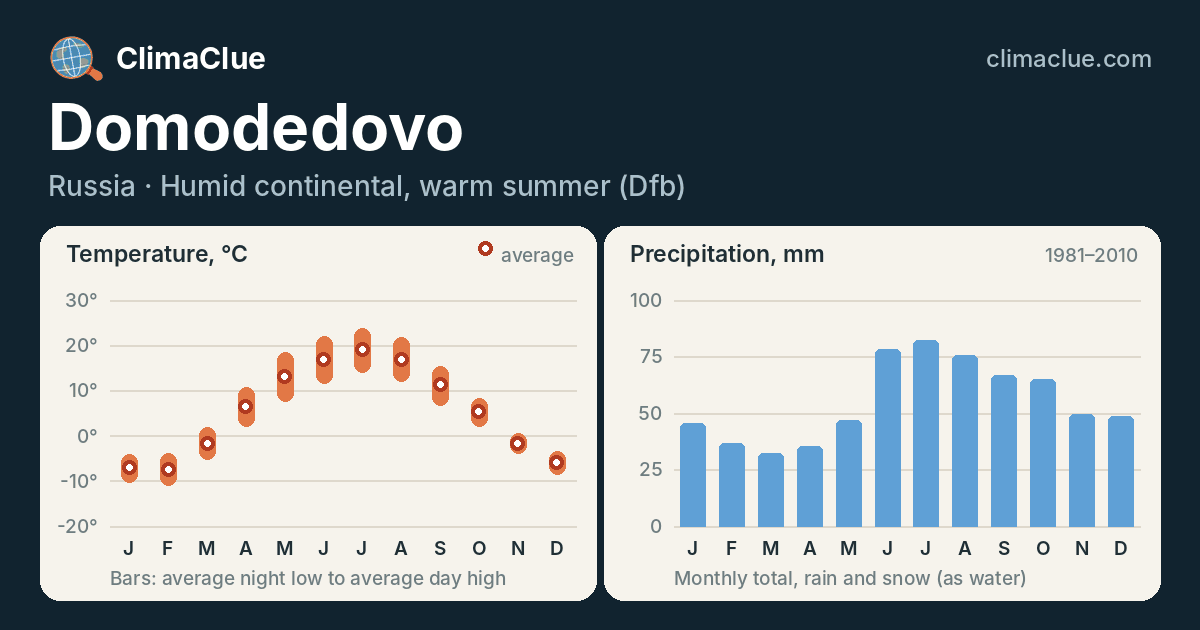 ClimaClue
climaclue.com
Domodedovo
Russia · Humid continental, warm summer (Dfb)
Temperature, °C
average
30°
20°
10°
0°
-10°
-20°
J F M A M J J A S O N D
Bars: average night low to average day high
Precipitation, mm
1981–2010
100
75
50
25
0
J F M A M J J A S O N D
Monthly total, rain and snow (as water)